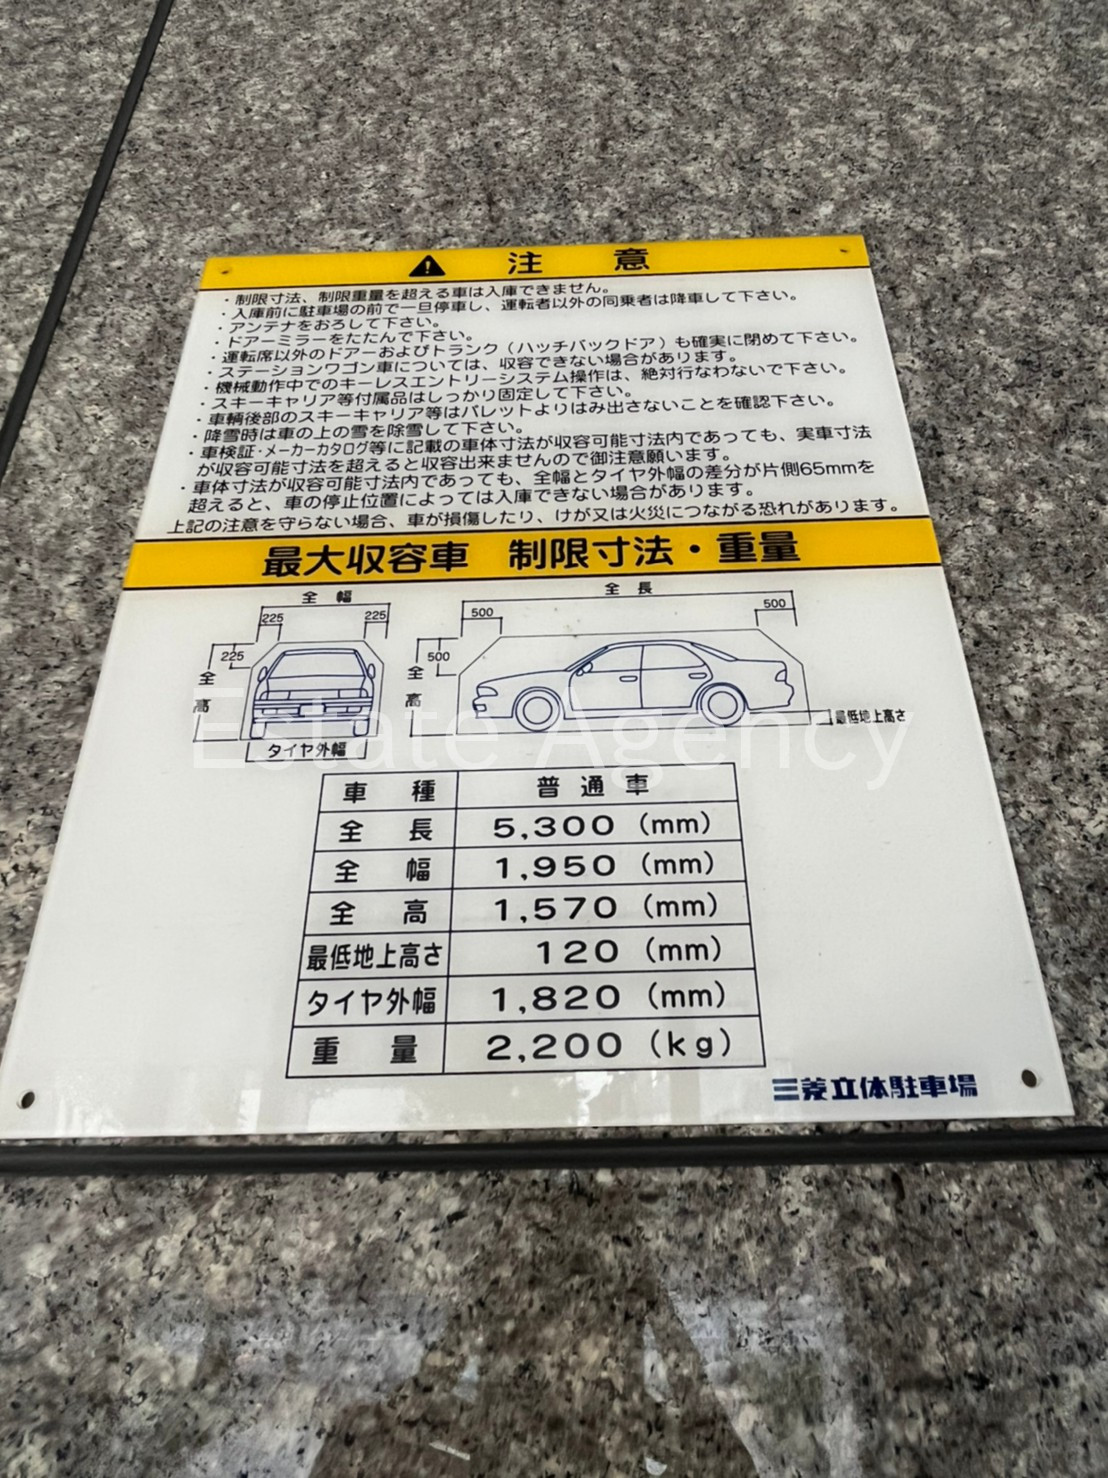 注 意
・制限寸法、制限重量を超える車は入庫できません。
・入庫前に駐車場の前で一旦停車し、運転者以外の同乗者は降車して下さい。
・アンテナをおろして下さい。
・ドアーミラーをたたんで下さい。
・運転席以外のドアーおよびトランク（ハッチバックドア）も確実に閉めて下さい。
・ステーションワゴン車については、収容できない場合があります。
・機械動作中でのキーレスエントリーシステム操作は、絶対行なわないで下さい。
・スキーキャリア等付属品はしっかり固定して下さい。
・車輌後部のスキーキャリア等はパレットよりはみ出さないことを確認下さい。
・降雪時は車の上の雪を除雪して下さい。
・車検証・メーカーカタログ等に記載の車体寸法が収容可能寸法内であっても、実車寸法
が収容可能寸法を超えると収容出来ませんので御注意願います。
・車体寸法が収容可能寸法内であっても、全幅とタイヤ外幅の差分が片側65mmを
超えると、車の停止位置によっては入庫できない場合があります。
上記の注意を守らない場合、車が損傷したり、けが又は火災につながる恐れがあります。
最大収容車 制限寸法・重量
全 幅
225 225
225
全 高
タイヤ外幅
全 長
500 500
500
全 高
最低地上高さ
Estate Agency
車 種 普 通 車
全 長 5,300 (mm)
全 幅 1,950 (mm)
全 高 1,570 (mm)
最低地上高さ 120 (mm)
タイヤ外幅 1,820 (mm)
重 量 2,200 (kg)
三菱立体駐車場